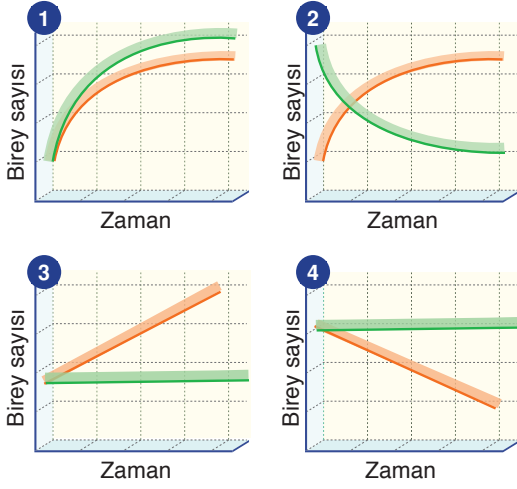 1
Birey sayısı
Zaman
2
Birey sayısı
Zaman
3
Birey sayısı
Zaman
4
Birey sayısı
Zaman